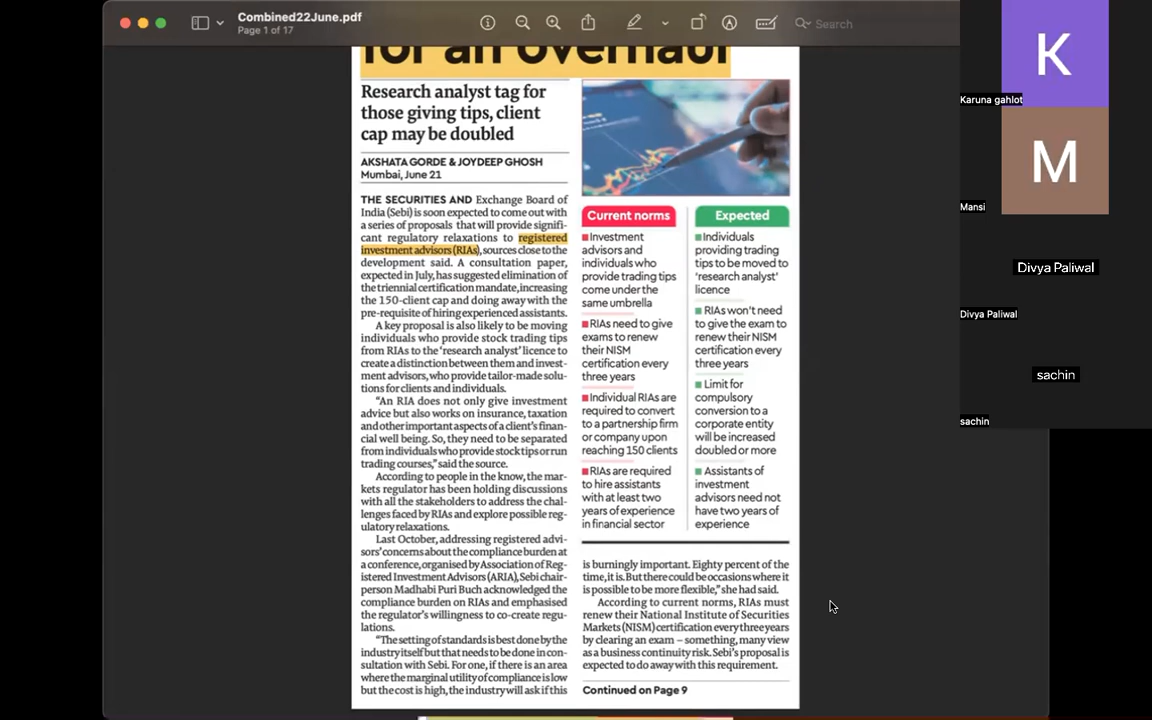 Combined22June.pdf
Page 1 of 17
Search
for an overhaul
Research analyst tag for
those giving tips, client
cap may be doubled
AKSHATA GORDE & JOYDEEP GHOSH
Mumbai, June 21
THE SECURITIES AND Exchange Board of
India (Sebi) is soon expected to come out with
a series of proposals that will provide signifi-
cant regulatory relaxations to registered
investment advisors (RIAs), sources close to the
development said. A consultation paper,
expected in July, has suggested elimination of
the triennial certification mandate, increasing
the 150-client cap and doing away with the
pre-requisite of hiring experienced assistants.
A key proposal is also likely to be moving
individuals who provide stock trading tips
from RIAs to the 'research analyst' licence to
create a distinction between them and invest-
ment advisors, who provide tailor-made solu-
tions for clients and individuals.
"An RIA does not only give investment
advice but also works on insurance, taxation
and other important aspects of a client's finan-
cial well being. So, they need to be separated
from individuals who provide stock tips or run
trading courses," said the source.
According to people in the know, the mar-
kets regulator has been holding discussions
with all the stakeholders to address the chal-
lenges faced by RIAs and explore possible reg-
ulatory relaxations.
Last October, addressing registered advi-
sors' concerns about the compliance burden at
a conference, organised by Association of Reg-
istered Investment Advisors (ARIA), Sebi chair-
person Madhabi Puri Buch acknowledged the
compliance burden on RIAs and emphasised
the regulator's willingness to co-create regu-
lations.
"The setting of standards is best done by the
industry itself but that needs to be done in con-
sultation with Sebi. For one, if there is an area
where the marginal utility of compliance is low
but the cost is high, the industry will ask if this
Current norms
Investment
advisors and
individuals who
provide trading tips
come under the
same umbrella
RIAs need to give
exams to renew
their NISM
certification every
three years
Individual RIAs are
required to convert
to a partnership firm
or company upon
reaching 150 clients
RIAs are required
to hire assistants
with at least two
years of experience
in financial sector
Expected
Individuals
providing trading
tips to be moved to
'research analyst'
licence
RIAs won't need
to give the exam to
renew their NISM
certification every
three years
Limit for
compulsory
conversion to a
corporate entity
will be increased
doubled or more
Assistants of
investment
advisors need not
have two years of
experience
is burningly important. Eighty percent of the
time, it is. But there could be occasions where it
is possible to be more flexible," she had said.
According to current norms, RIAs must
renew their National Institute of Securities
Markets (NISM) certification every three years
by clearing an exam – something, many view
as a business continuity risk. Sebi's proposal is
expected to do away with this requirement.
Continued on Page 9
K
Karuna gahlot
M
Mansi
Divya Paliwal
Divya Paliwal
sachin
sachin